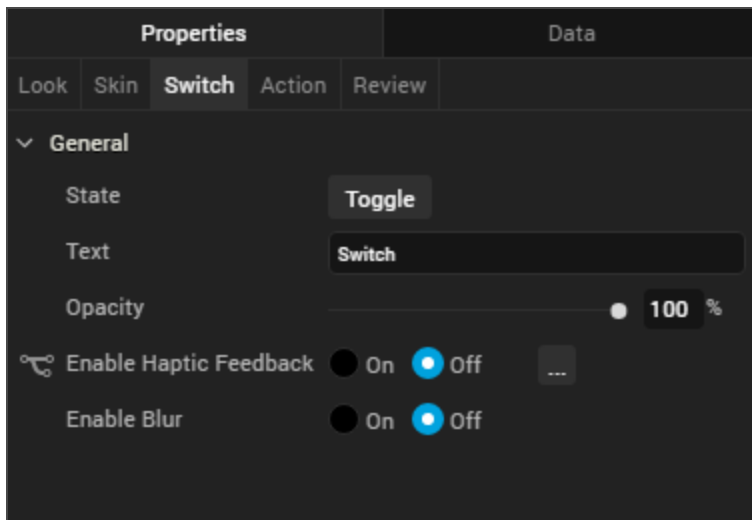 Properties Data
Look Skin Switch Action Review
General
State Toggle
Text Switch
Opacity 100 %
Enable Haptic Feedback On Off ...
Enable Blur On Off